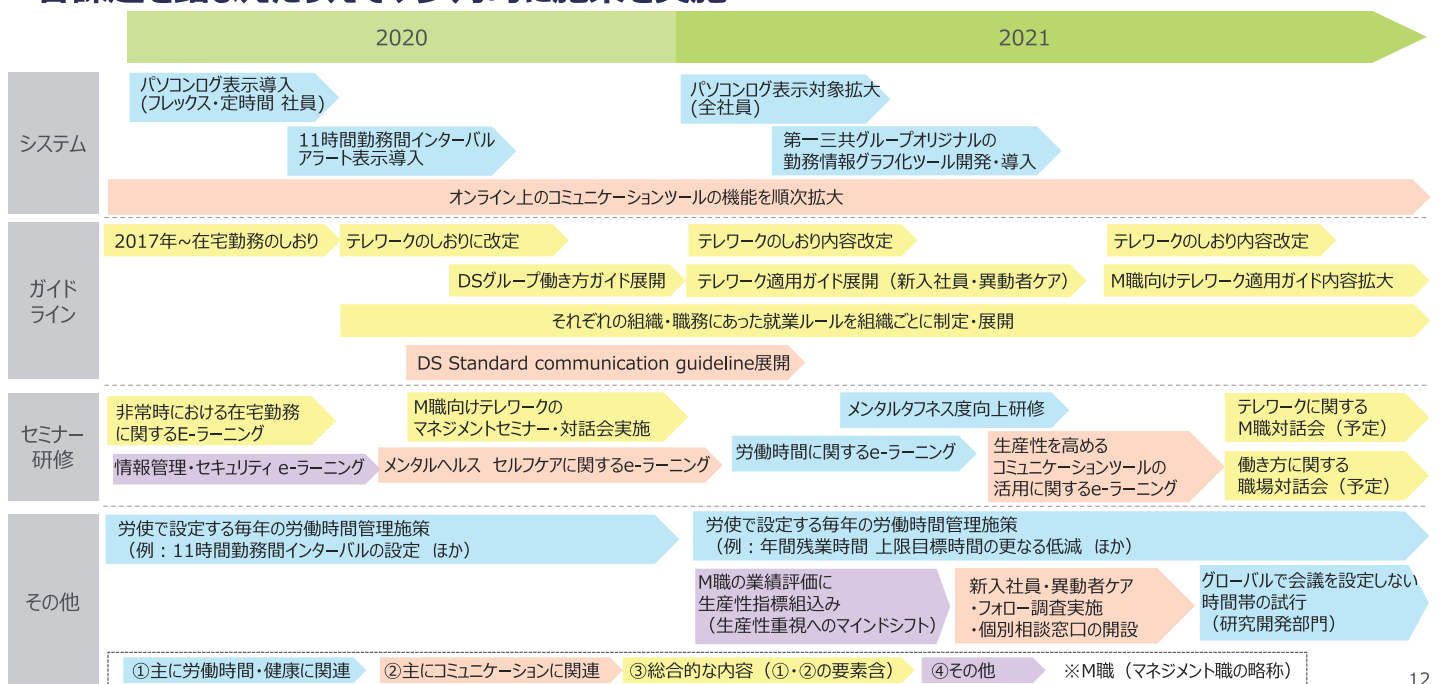 2020
2021
システム
パソコンログ表示導入
(フレックス・定時間 社員)
パソコンログ表示対象拡大
(全社員)
11時間勤務間インターバル
アラート表示導入
第一三共グループオリジナルの
勤務情報グラフ化ツール開発・導入
オンライン上のコミュニケーションツールの機能を順次拡大
ガイド
ライン
2017年~在宅勤務のしおり
テレワークのしおりに改定
テレワークのしおり内容改定
テレワークのしおり内容改定
DSグループ働き方ガイド展開
テレワーク適用ガイド展開（新入社員・異動者ケア）
M職向けテレワーク適用ガイド内容拡大
それぞれの組織・職務にあった就業ルールを組織ごとに制定・展開
DS Standard communication guideline展開
セミナー
研修
非常時における在宅勤務
に関するE-ラーニング
M職向けテレワークの
マネジメントセミナー・対話会実施
メンタルタフネス度向上研修
テレワークに関する
M職対話会（予定）
情報管理・セキュリティ e-ラーニング
メンタルヘルス セルフケアに関するe-ラーニング
労働時間に関するe-ラーニング
生産性を高める
コミュニケーションツールの
活用に関するe-ラーニング
働き方に関する
職場対話会（予定）
その他
労使で設定する毎年の労働時間管理施策
（例：11時間勤務間インターバルの設定 ほか）
労使で設定する毎年の労働時間管理施策
（例：年間残業時間 上限目標時間の更なる低減 ほか）
M職の業績評価に
生産性指標組込み
（生産性重視へのマインドシフト）
新入社員・異動者ケア
・フォロー調査実施
・個別相談窓口の開設
グローバルで会議を設定しない
時間帯の試行
（研究開発部門）
①主に労働時間・健康に関連
②主にコミュニケーションに関連
③総合的な内容（①・②の要素含）
④その他
※M職（マネジメント職の略称）
12